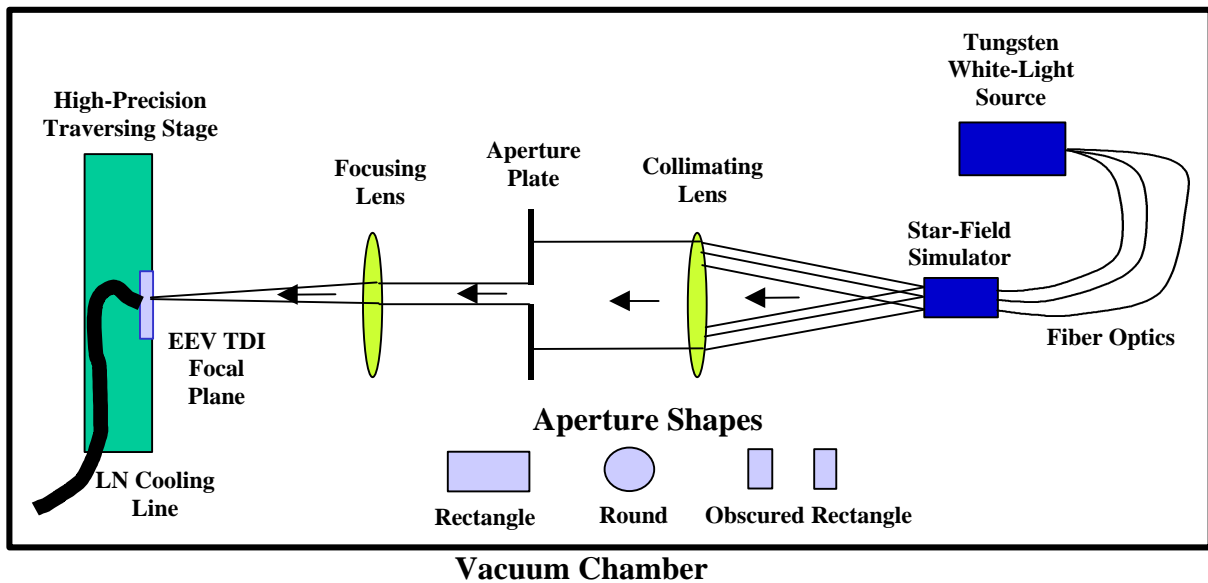 Tungsten
White-Light
Source
High-Precision
Traversing Stage
Focusing
Lens
Aperture
Plate
Collimating
Lens
Star-Field
Simulator
EEV TDI
Focal
Plane
Fiber Optics
Aperture Shapes
LN Cooling
Line
Rectangle
Round
Obscured Rectangle
Vacuum Chamber